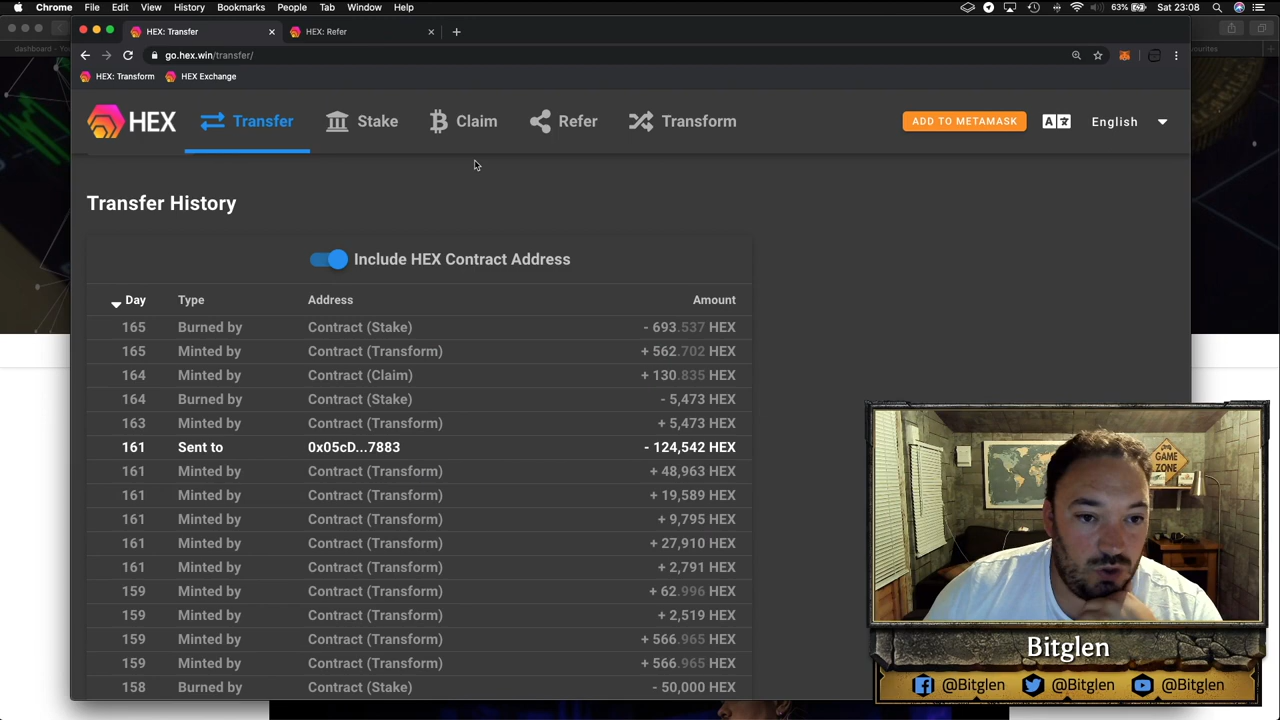 Chrome File Edit View History Bookmarks People Tab Window Help 63% Sat 23:08
HEX: Transfer HEX: Refer
go.hex.win/transfer/
HEX: Transform HEX Exchange
HEX Transfer Stake Claim Refer Transform ADD TO METAMASK English
Transfer History
Include HEX Contract Address
Day Type Address Amount
165 Burned by Contract (Stake) - 693.537 HEX
165 Minted by Contract (Transform) + 562.702 HEX
164 Minted by Contract (Claim) + 130.835 HEX
164 Burned by Contract (Stake) - 5,473 HEX
163 Minted by Contract (Transform) + 5,473 HEX
161 Sent to 0x05cD...7883 - 124,542 HEX
161 Minted by Contract (Transform) + 48,963 HEX
161 Minted by Contract (Transform) + 19,589 HEX
161 Minted by Contract (Transform) + 9,795 HEX
161 Minted by Contract (Transform) + 27,910 HEX
161 Minted by Contract (Transform) + 2,791 HEX
159 Minted by Contract (Transform) + 62.996 HEX
159 Minted by Contract (Transform) + 2,519 HEX
159 Minted by Contract (Transform) + 566.965 HEX
159 Minted by Contract (Transform) + 566.965 HEX
158 Burned by Contract (Stake) - 50,000 HEX
GAME
ZONE
Bitglen
@Bitglen @Bitglen @Bitglen